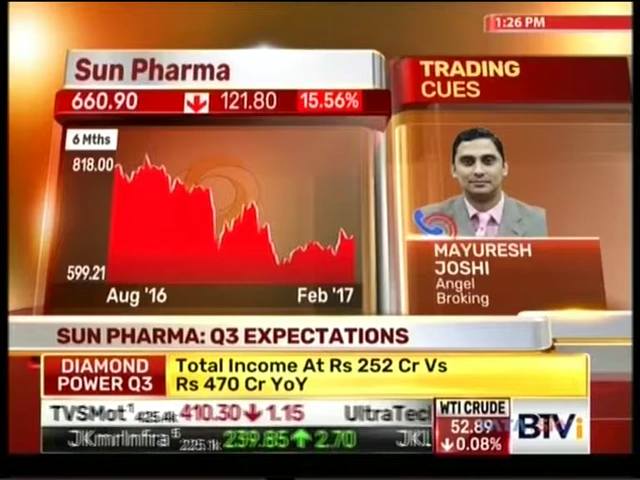 1:26 PM
Sun Pharma
660.90 121.80 15.56%
6 Mths
818.00
599.21
Aug '16 Feb '17
TRADING
CUES
MAYURESH
JOSHI
Angel
Broking
SUN PHARMA: Q3 EXPECTATIONS
DIAMOND
POWER Q3
Total Income At Rs 252 Cr Vs
Rs 470 Cr YoY
TVSMot 425.4k 410.30 1.15 UltraTec
239.85 2.70
WTI CRUDE
52.89
0.08%
BTVi